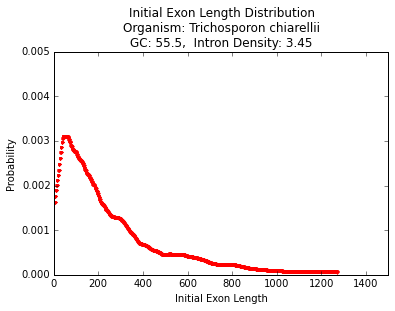 Initial Exon Length Distribution
Organism: Trichosporon chiarellii
GC: 55.5,  Intron Density: 3.45
0.005
0.004
0.003
0.002
0.001
0.000
Probability
0 200 400 600 800 1000 1200 1400
Initial Exon Length